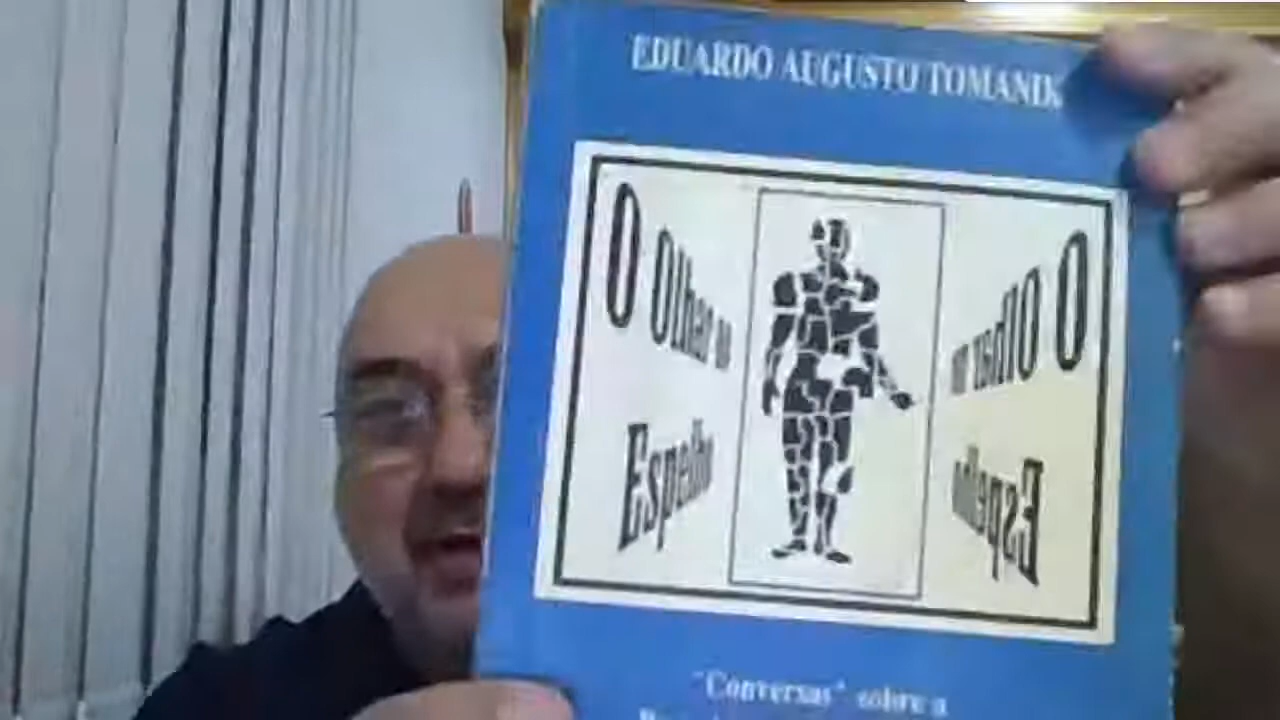 EDUARDO AUGUSTO TOMANIK
O Olhar no
Espelho
O Olhar no
Espelho
"Conversas" sobre a